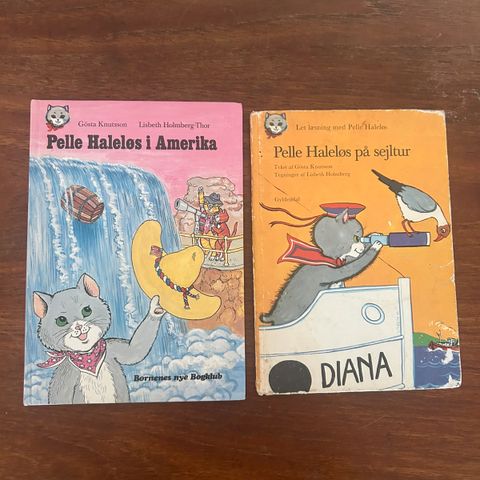 Gösta Knutsson Lisbeth Holmberg-Thor
Pelle Haleløs i Amerika
Børnenes nye Bogklub
Let læsning med Pelle Haleløs
Pelle Haleløs på sejltur
Tekst af Gösta Knutsson
Tegninger af Lisbeth Holmberg
Gyldendal
DIANA